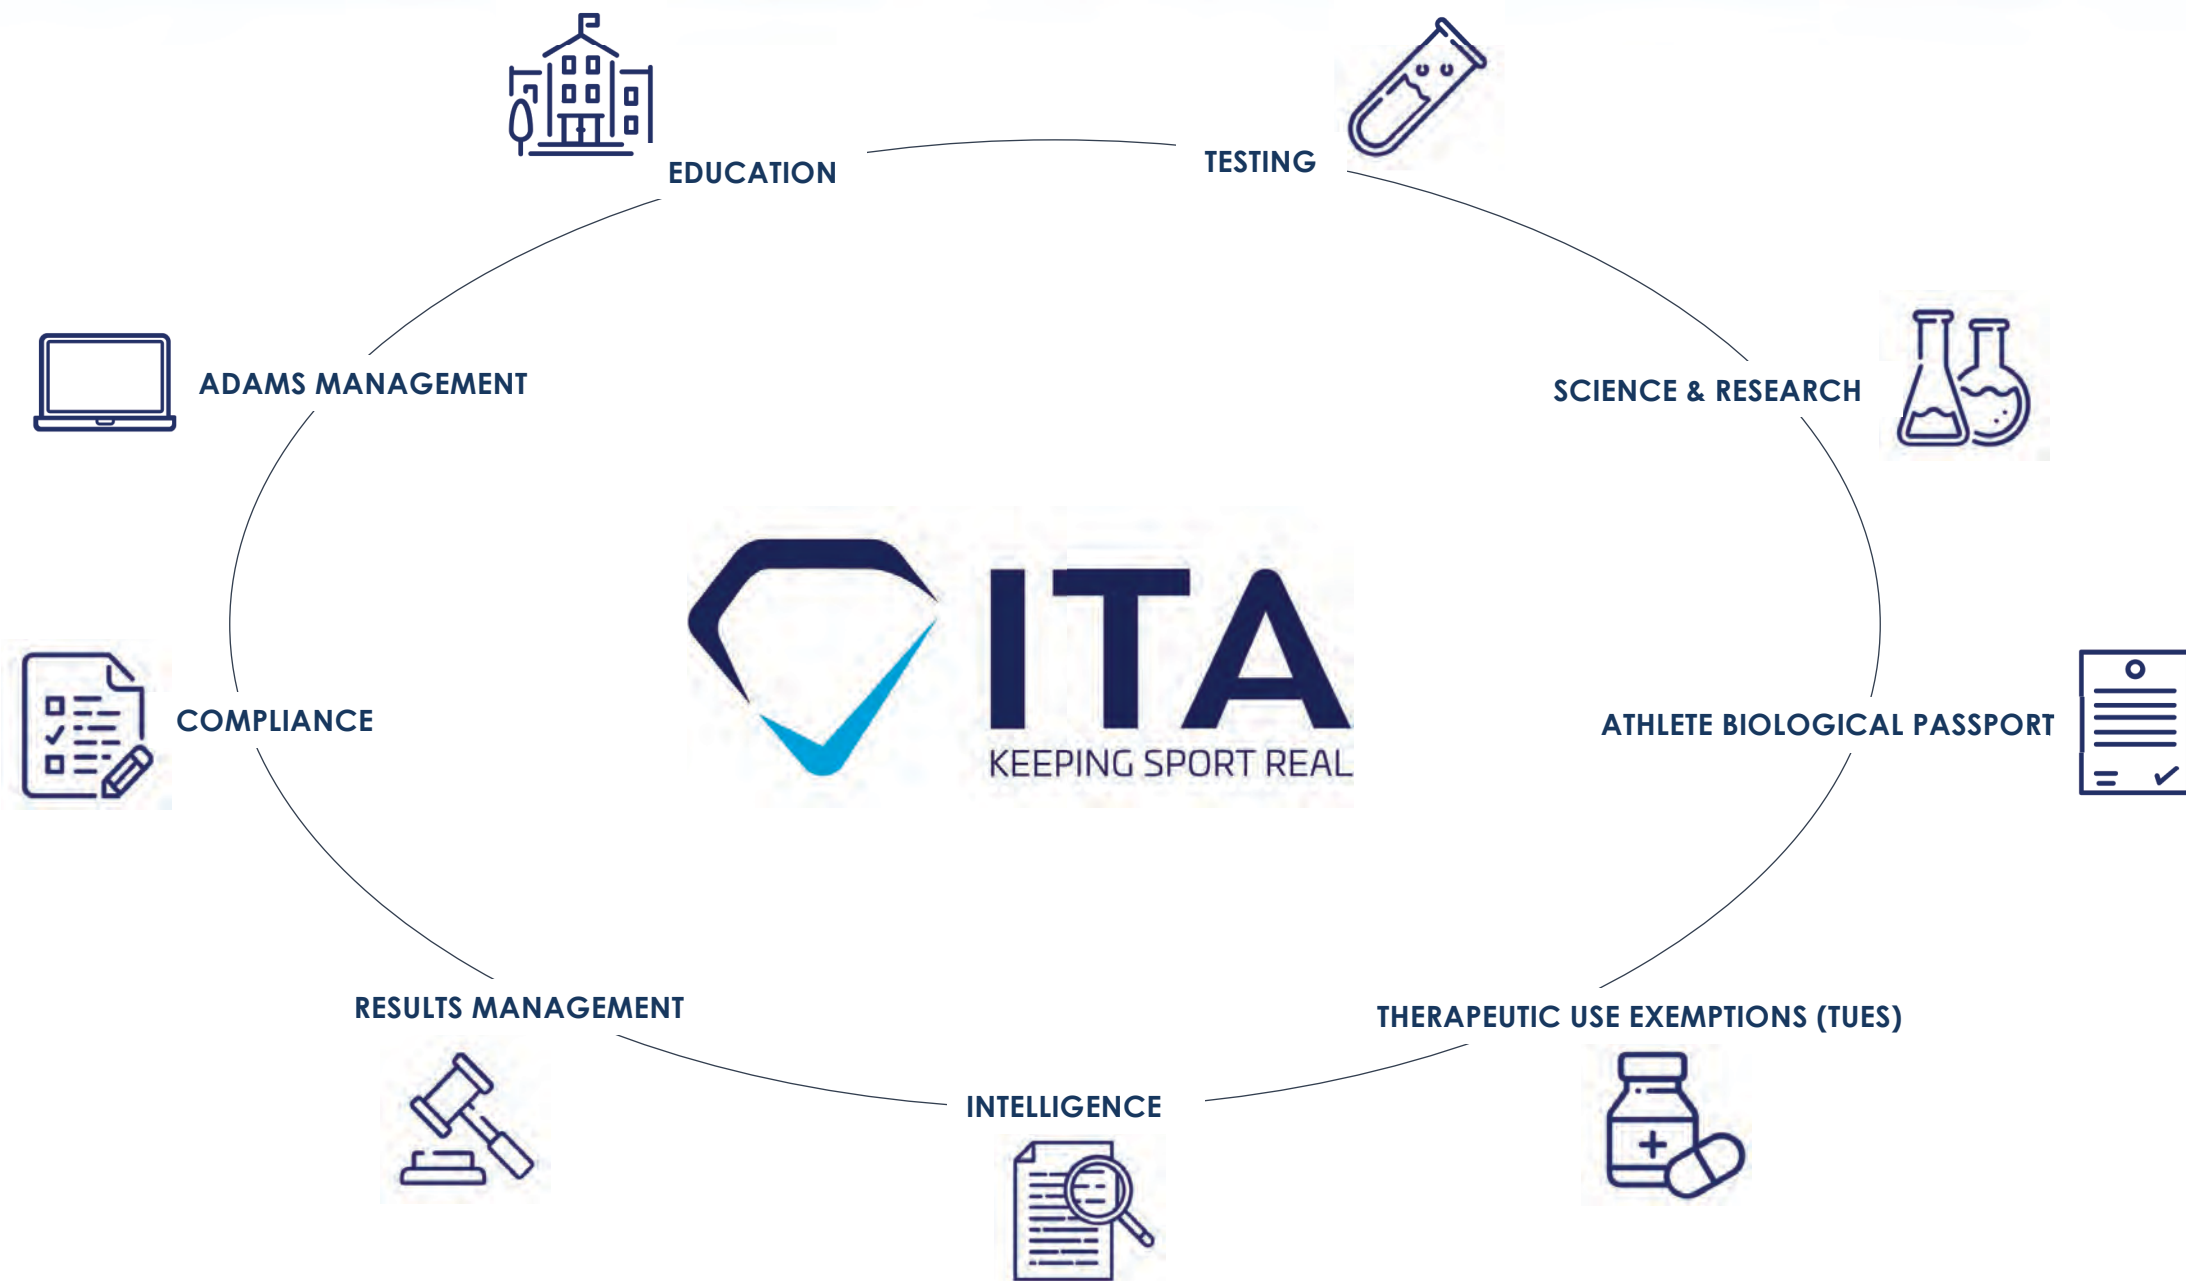 EDUCATION
TESTING
ADAMS MANAGEMENT
SCIENCE & RESEARCH
ITA
KEEPING SPORT REAL
COMPLIANCE
ATHLETE BIOLOGICAL PASSPORT
RESULTS MANAGEMENT
THERAPEUTIC USE EXEMPTIONS (TUES)
INTELLIGENCE